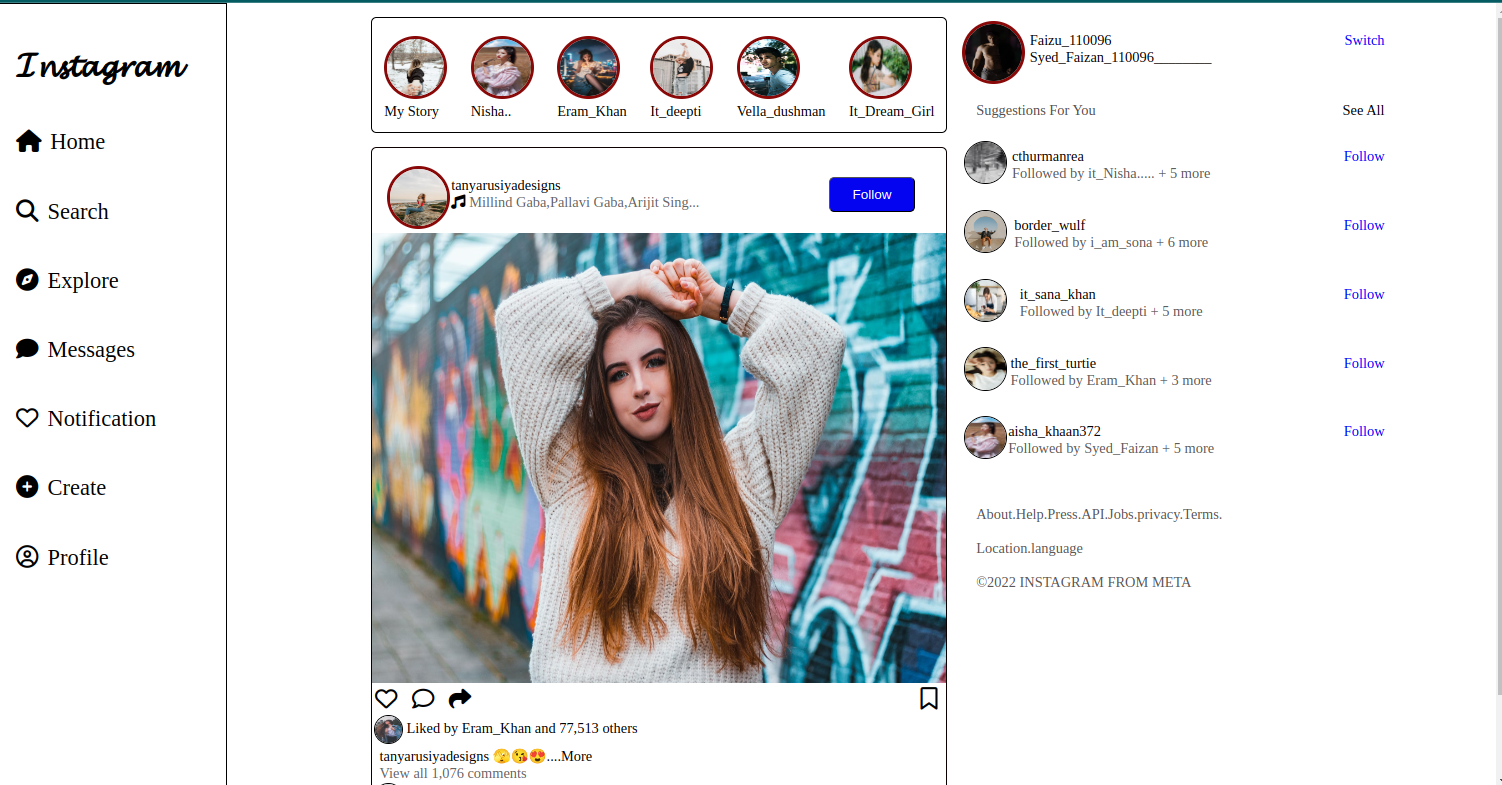 Instagram
Home
Search
Explore
Messages
Notification
Create
Profile
My Story
Nisha..
Eram_Khan
It_deepti
Vella_dushman
It_Dream_Girl
tanyarusiyadesigns
Millind Gaba,Pallavi Gaba,Arijit Sing...
Follow
Liked by Eram_Khan and 77,513 others
tanyarusiyadesigns 🫣😘😍....More
View all 1,076 comments
Faizu_110096
Switch
Syed_Faizan_110096________
Suggestions For You
See All
cthurmanrea
Follow
Followed by it_Nisha..... + 5 more
border_wulf
Follow
Followed by i_am_sona + 6 more
it_sana_khan
Follow
Followed by It_deepti + 5 more
the_first_turtie
Follow
Followed by Eram_Khan + 3 more
aisha_khaan372
Follow
Followed by Syed_Faizan + 5 more
About.Help.Press.API.Jobs.privacy.Terms.
Location.language
©2022 INSTAGRAM FROM META